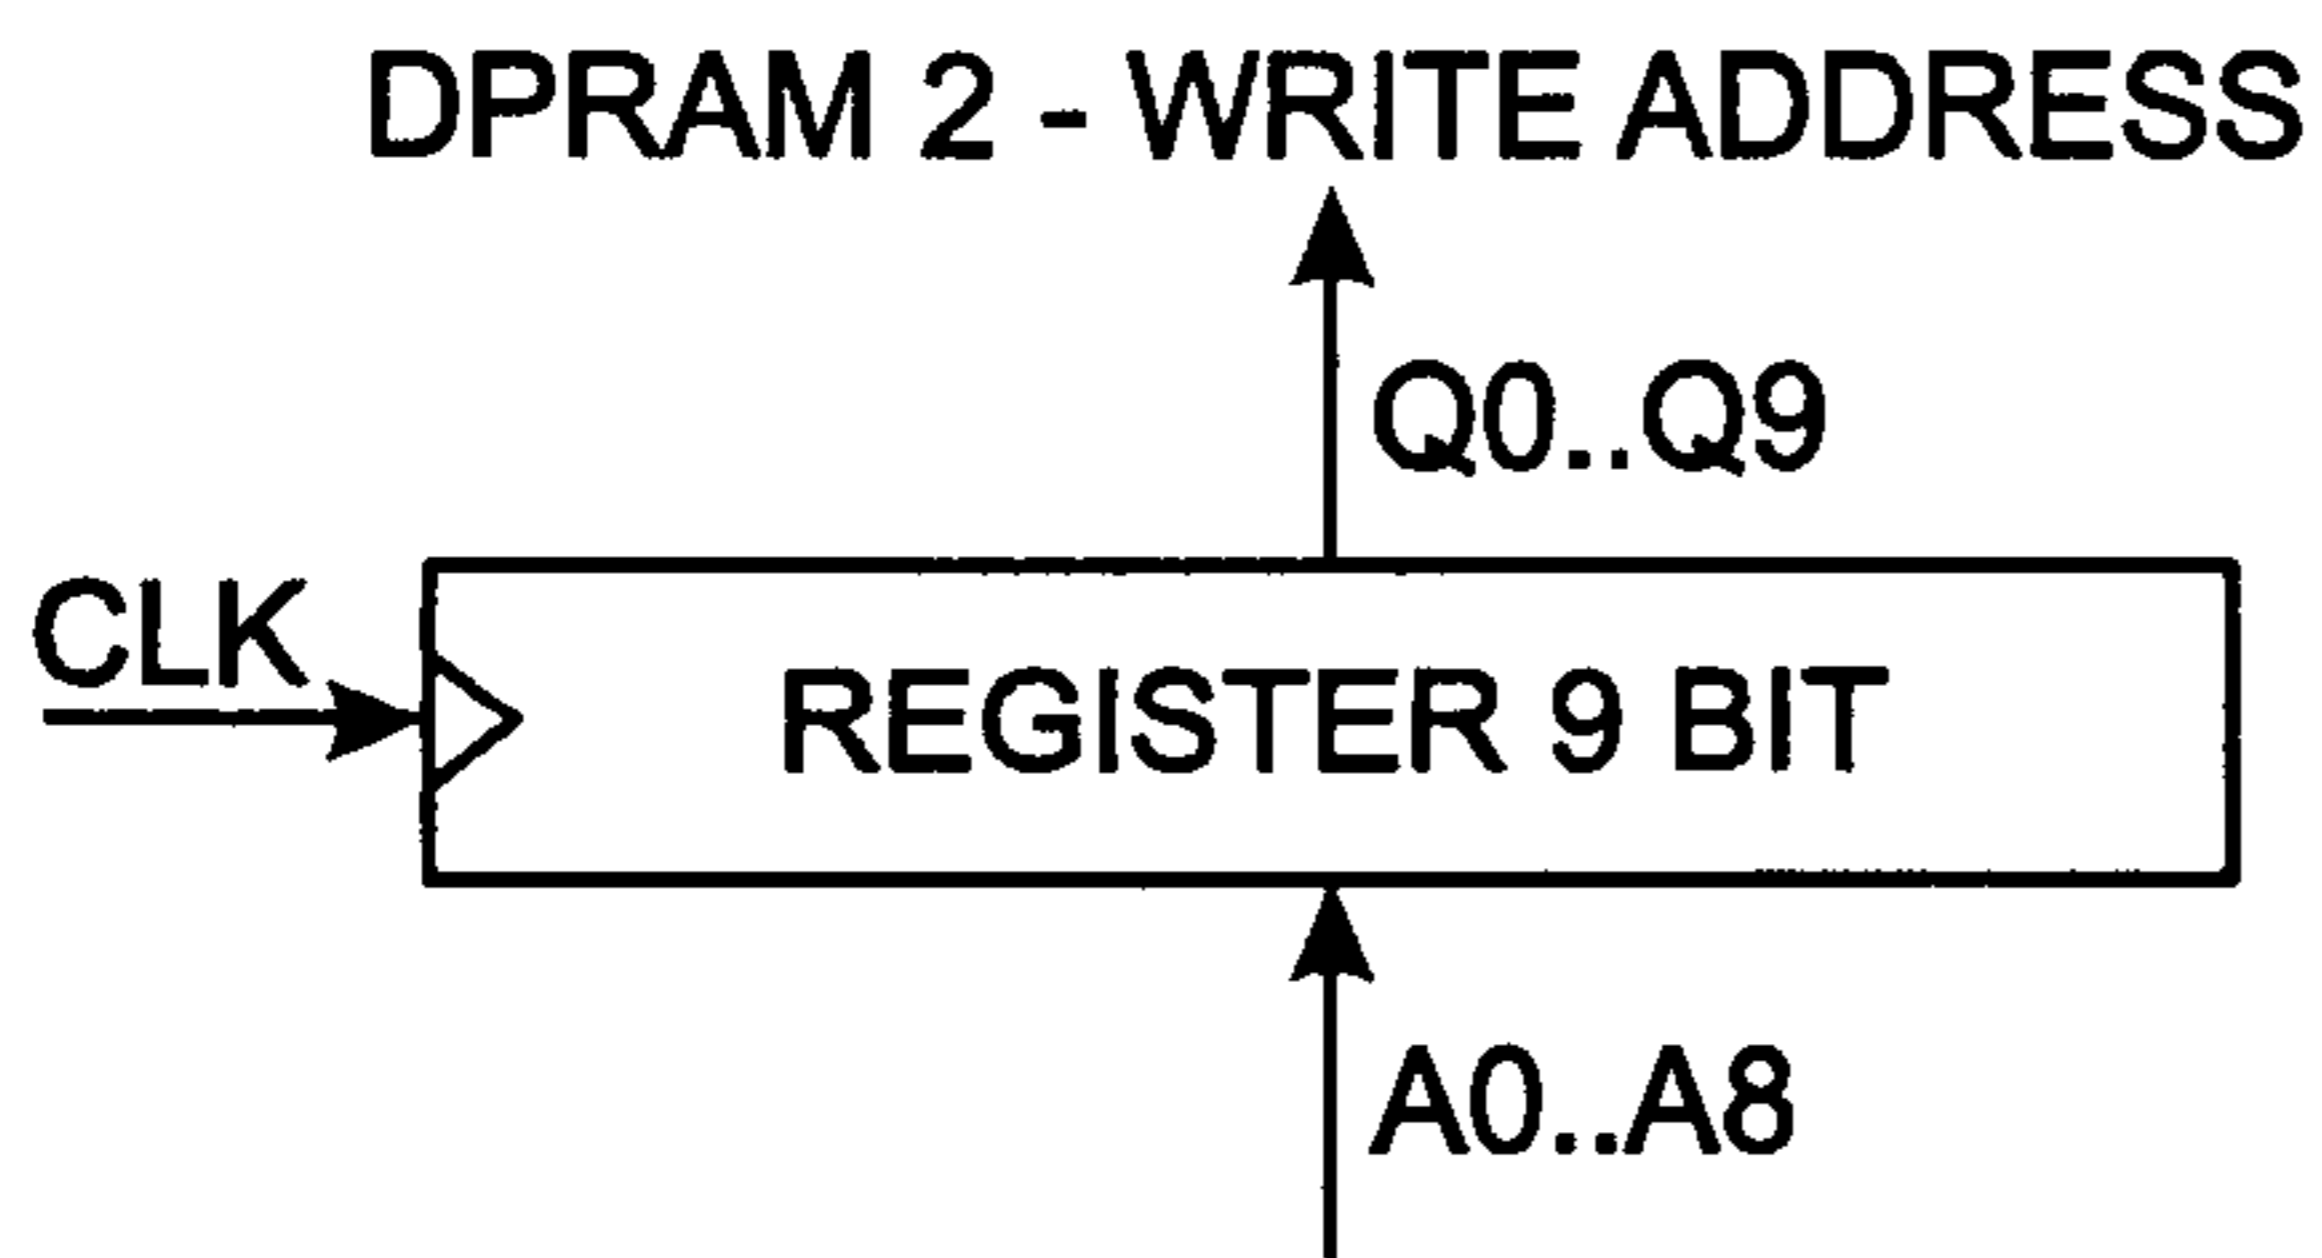 DPRAM 2 - WRITE ADDRESS
Q0..Q9
CLK
REGISTER 9 BIT
A0..A8